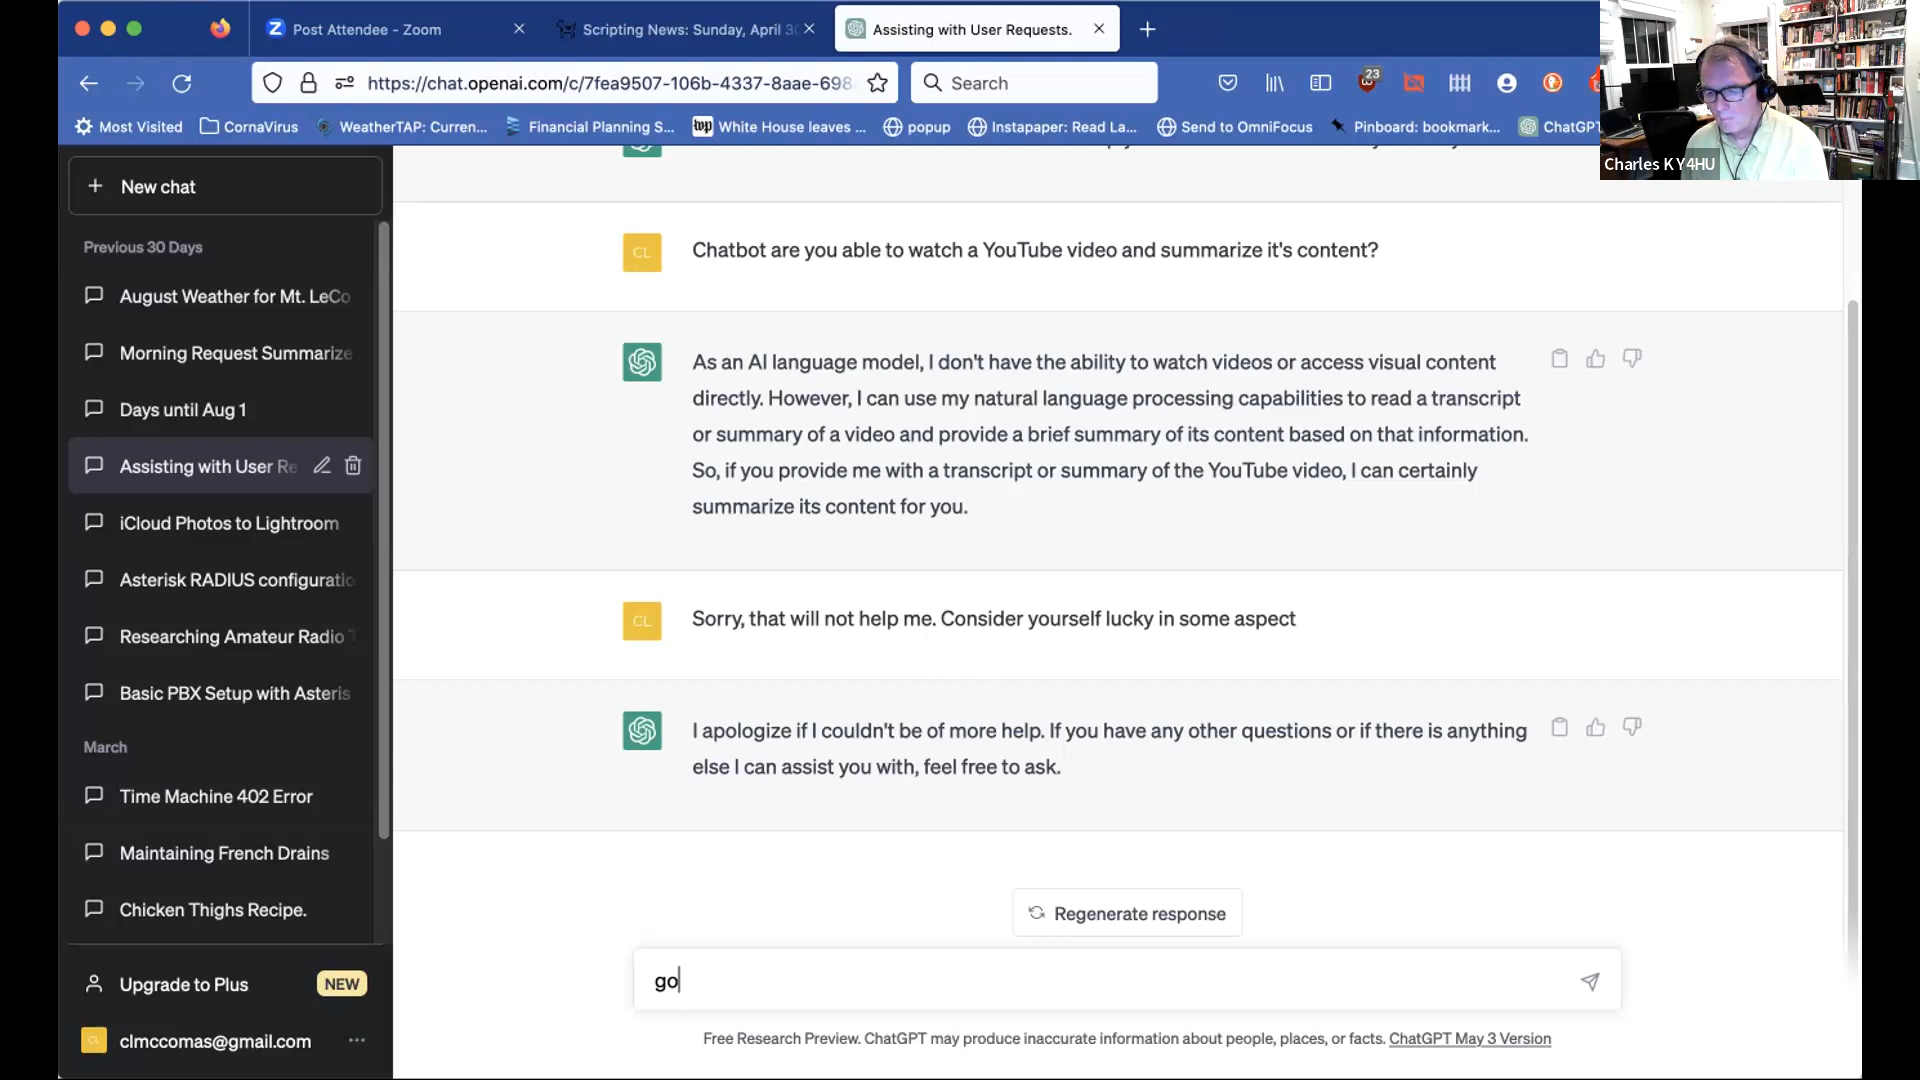 Post Attendee - Zoom
Scripting News: Sunday, April 30
Assisting with User Requests.
https://chat.openai.com/c/7fea9507-106b-4337-8aae-698
Search
23
Most Visited
CornaVirus
WeatherTAP: Curren...
Financial Planning S...
wp White House leaves ...
popup
Instapaper: Read La...
Send to OmniFocus
Pinboard: bookmark...
ChatGPT
Charles KY4HU
New chat
Previous 30 Days
August Weather for Mt. LeCo
Morning Request Summarize
Days until Aug 1
Assisting with User Re
iCloud Photos to Lightroom
Asterisk RADIUS configuratio
Researching Amateur Radio T
Basic PBX Setup with Asteris
March
Time Machine 402 Error
Maintaining French Drains
Chicken Thighs Recipe.
Upgrade to Plus
NEW
CL
clmccomas@gmail.com
CL
Chatbot are you able to watch a YouTube video and summarize it's content?
As an AI language model, I don't have the ability to watch videos or access visual content
directly. However, I can use my natural language processing capabilities to read a transcript
or summary of a video and provide a brief summary of its content based on that information.
So, if you provide me with a transcript or summary of the YouTube video, I can certainly
summarize its content for you.
CL
Sorry, that will not help me. Consider yourself lucky in some aspect
I apologize if I couldn't be of more help. If you have any other questions or if there is anything
else I can assist you with, feel free to ask.
Regenerate response
go
Free Research Preview. ChatGPT may produce inaccurate information about people, places, or facts. ChatGPT May 3 Version